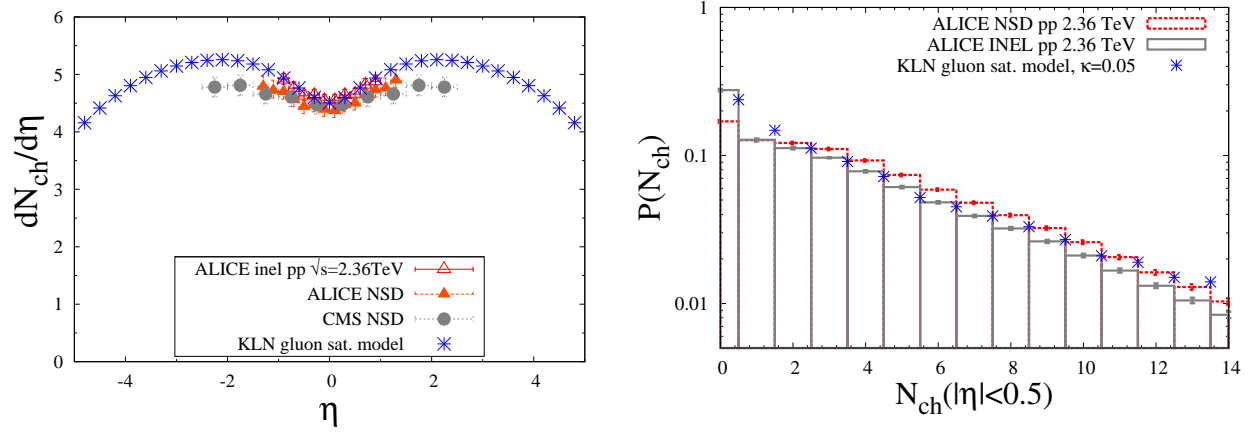 6
5
4
3
2
1
0
-4
-2
0
2
4
dN_ch/dη
η
ALICE inel pp √s=2.36TeV
ALICE NSD
CMS NSD
KLN gluon sat. model
1
0.1
0.01
0
2
4
6
8
10
12
14
P(N_ch)
N_ch(|η|<0.5)
ALICE NSD pp 2.36 TeV
ALICE INEL pp 2.36 TeV
KLN gluon sat. model, κ=0.05